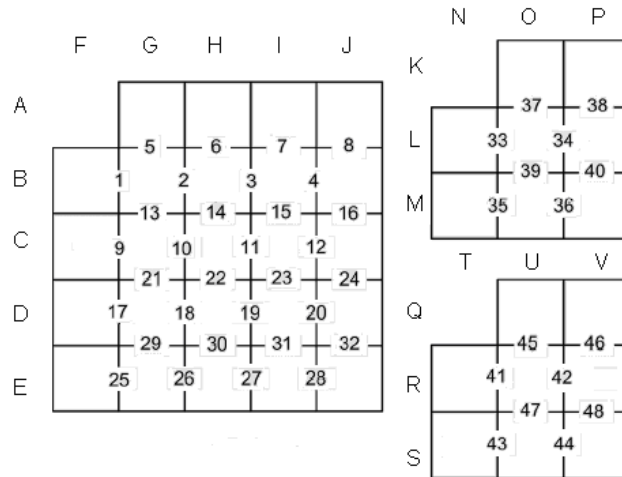 F G H I J
A
5 6 7 8
B 1 2 3 4
13 14 15 16
C 9 10 11 12
21 22 23 24
D 17 18 19 20
29 30 31 32
E 25 26 27 28
N O P
K
37 38
L 33 34
39 40
M 35 36
T U V
Q
45 46
R 41 42
47 48
S 43 44